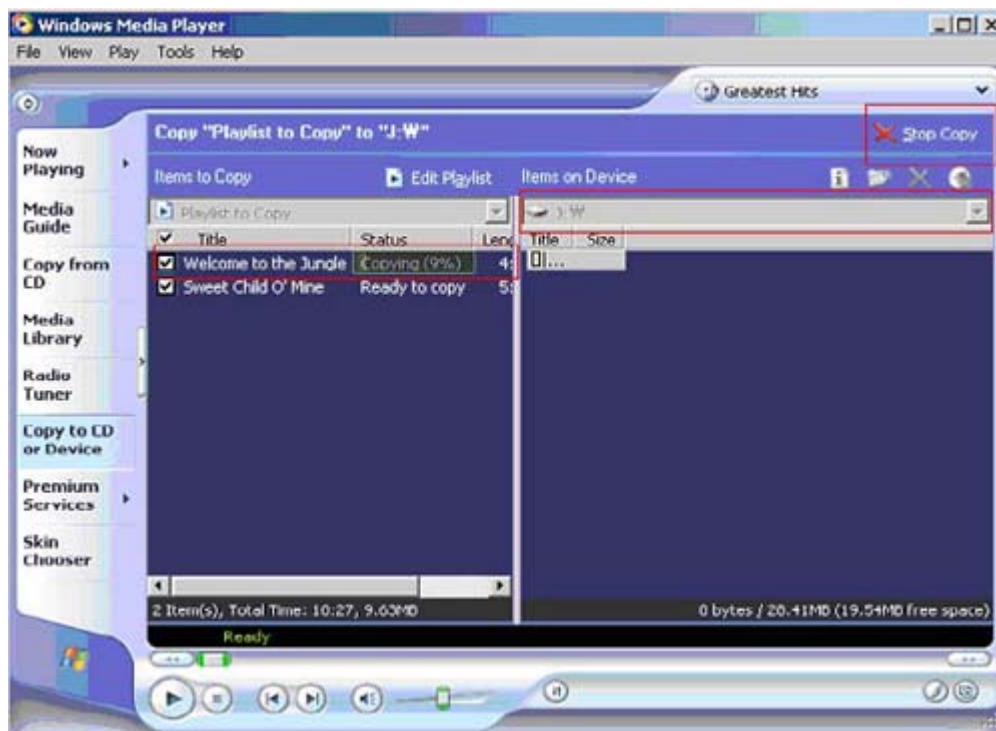 Windows Media Player
File View Play Tools Help
Greatest Hits
Copy "Playlist to Copy" to "J:₩"
Stop Copy
Now Playing
Items to Copy
Edit Playlist
Items on Device
Media Guide
Playlist to Copy
J:₩
Title Status Leng
Title Size
Copy from CD
Welcome to the Jungle Copying (9%) 4:
Sweet Child O' Mine Ready to copy 5:
Media Library
Radio Tuner
Copy to CD or Device
Premium Services
Skin Chooser
2 Item(s), Total Time: 10:27, 9.63MB
0 bytes / 20.41MB (19.54MB free space)
Ready